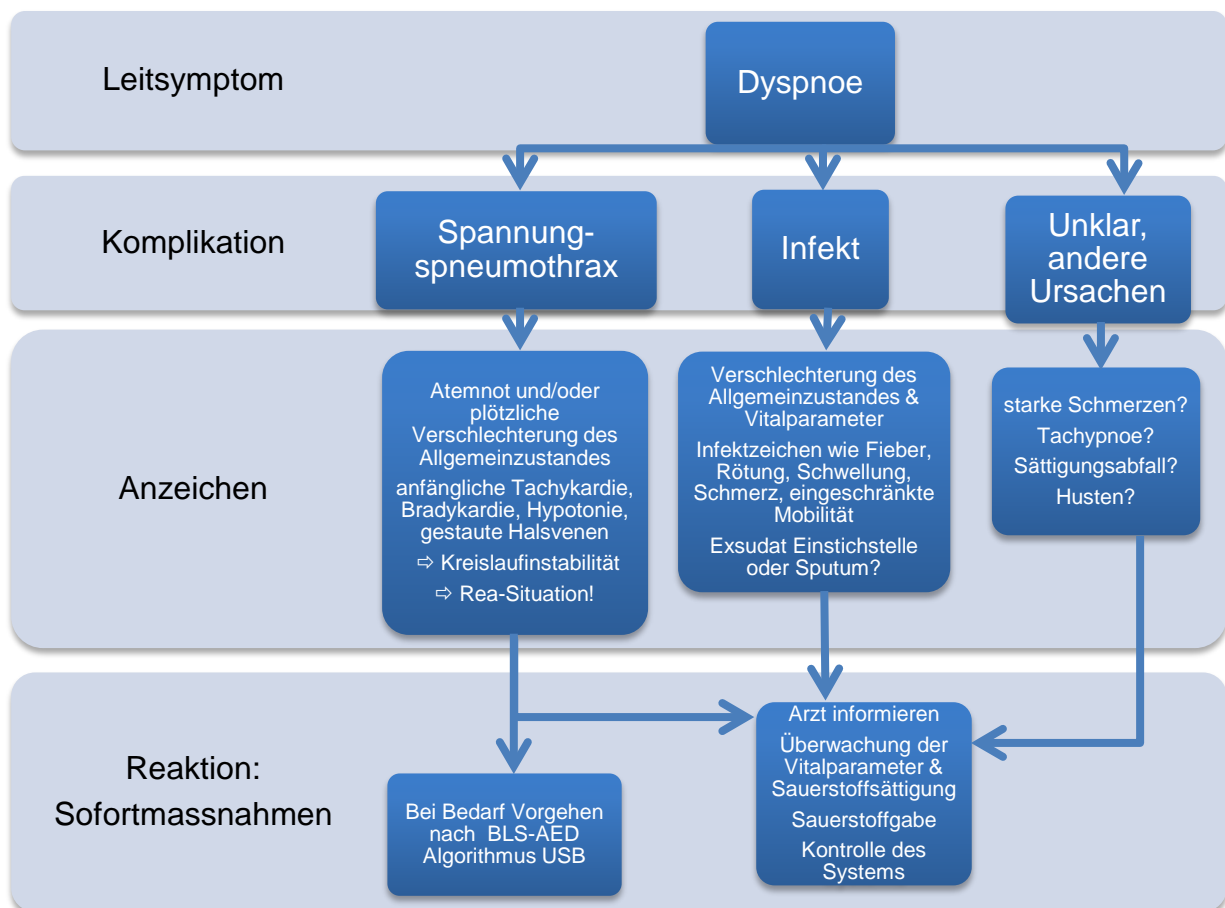 Leitsymptom
Dyspnoe
Komplikation
Spannung-
spneumothrax
Infekt
Unklar,
andere
Ursachen
Anzeichen
Atemnot und/oder
plötzliche
Verschlechterung des
Allgemeinzustandes
anfängliche Tachykardie,
Bradykardie, Hypotonie,
gestaute Halsvenen
⇨ Kreislaufinstabilität
⇨ Rea-Situation!
Verschlechterung des
Allgemeinzustandes &
Vitalparameter
Infektzeichen wie Fieber,
Rötung, Schwellung,
Schmerz, eingeschränkte
Mobilität
Exsudat Einstichstelle
oder Sputum?
starke Schmerzen?
Tachypnoe?
Sättigungsabfall?
Husten?
Reaktion:
Sofortmassnahmen
Bei Bedarf Vorgehen
nach BLS-AED
Algorithmus USB
Arzt informieren
Überwachung der
Vitalparameter &
Sauerstoffsättigung
Sauerstoffgabe
Kontrolle des
Systems